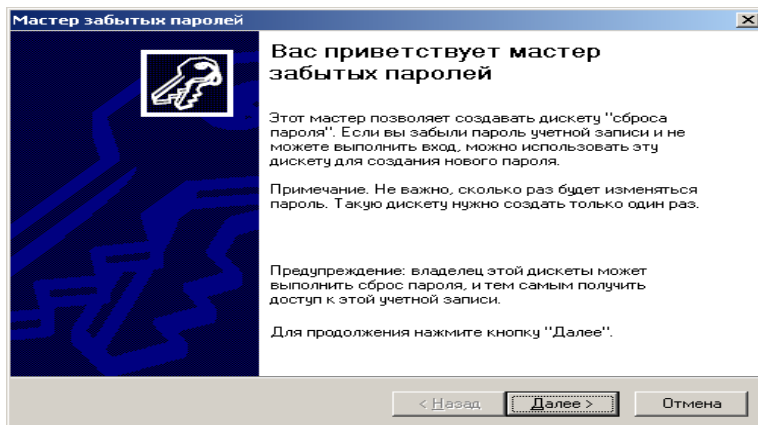 Мастер забытых паролей
Вас приветствует мастер
забытых паролей
Этот мастер позволяет создавать дискету "сброса
пароля". Если вы забыли пароль учетной записи и не
можете выполнить вход, можно использовать эту
дискету для создания нового пароля.
Примечание. Не важно, сколько раз будет изменяться
пароль. Такую дискету нужно создать только один раз.
Предупреждение: владелец этой дискеты может
выполнить сброс пароля, и тем самым получить
доступ к этой учетной записи.
Для продолжения нажмите кнопку "Далее".
< Назад Далее > Отмена